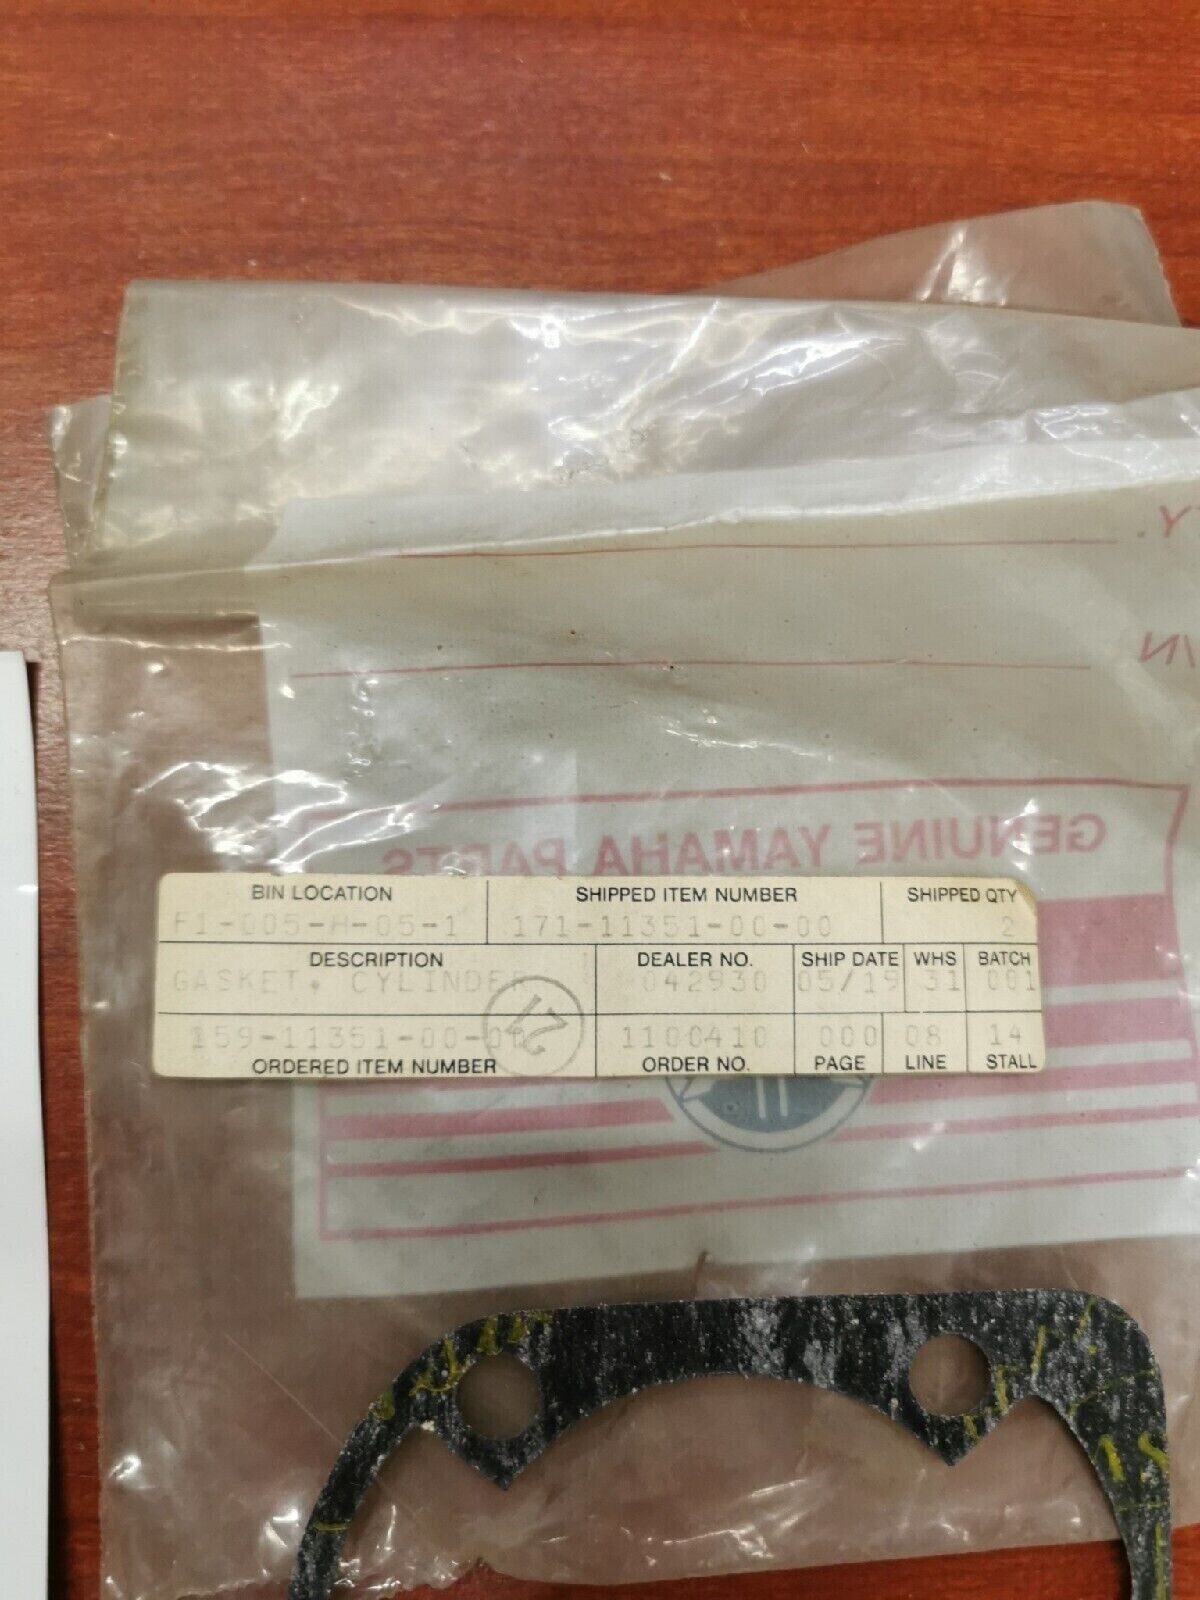 Y.
/N
GENUINE YAMAHA PARTS
BIN LOCATION SHIPPED ITEM NUMBER SHIPPED QTY
F1-005-H-05-1 171-11351-00-00 2
DESCRIPTION DEALER NO. SHIP DATE WHS BATCH
GASKET, CYLINDER 042930 05/19 31 001
159-11351-00-00 21 1100410 000 08 14
ORDERED ITEM NUMBER ORDER NO. PAGE LINE STALL